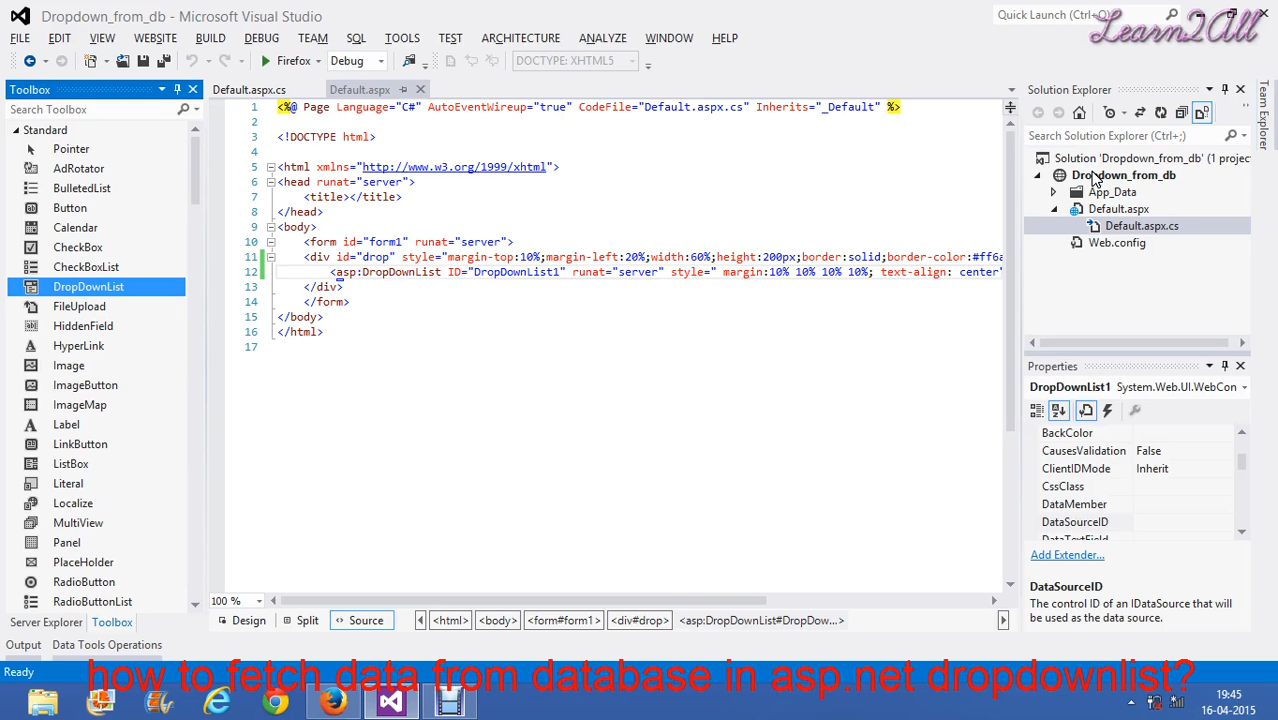 Dropdown_from_db - Microsoft Visual Studio
Quick Launch (Ctrl+Q)
Learn2All
FILE EDIT VIEW WEBSITE BUILD DEBUG TEAM SQL TOOLS TEST ARCHITECTURE ANALYZE WINDOW HELP
Firefox Debug DOCTYPE: XHTML5
Toolbox
Default.aspx.cs Default.aspx
Solution Explorer
Team Explorer
Search Toolbox
Search Solution Explorer (Ctrl+;)
Standard
Pointer
AdRotator
BulletedList
Button
Calendar
CheckBox
CheckBoxList
DropDownList
FileUpload
HiddenField
HyperLink
Image
ImageButton
ImageMap
Label
LinkButton
ListBox
Literal
Localize
MultiView
Panel
PlaceHolder
RadioButton
RadioButtonList
Server Explorer Toolbox
1 <%@ Page Language="C#" AutoEventWireup="true" CodeFile="Default.aspx.cs" Inherits="_Default" %>
2
3 <!DOCTYPE html>
4
5 <html xmlns="http://www.w3.org/1999/xhtml">
6 <head runat="server">
7 <title></title>
8 </head>
9 <body>
10 <form id="form1" runat="server">
11 <div id="drop" style="margin-top:10%;margin-left:20%;width:60%;height:200px;border:solid;border-color:#ff6a
12 <asp:DropDownList ID="DropDownList1" runat="server" style=" margin:10% 10% 10% 10%; text-align: center"
13 </div>
14 </form>
15 </body>
16 </html>
17
100 %
Design Split Source <html> <body> <form#form1> <div#drop> <asp:DropDownList#DropDow...>
Solution 'Dropdown_from_db' (1 projec
Dropdown_from_db
App_Data
Default.aspx
Default.aspx.cs
Web.config
Properties
DropDownList1 System.Web.UI.WebCon
BackColor
CausesValidation False
ClientIDMode Inherit
CssClass
DataMember
DataSourceID
DataTextField
Add Extender...
DataSourceID
The control ID of an IDataSource that will
be used as the data source.
Output Data Tools Operations
Ready
how to fetch data from database in asp.net dropdownlist?
19:45
16-04-2015